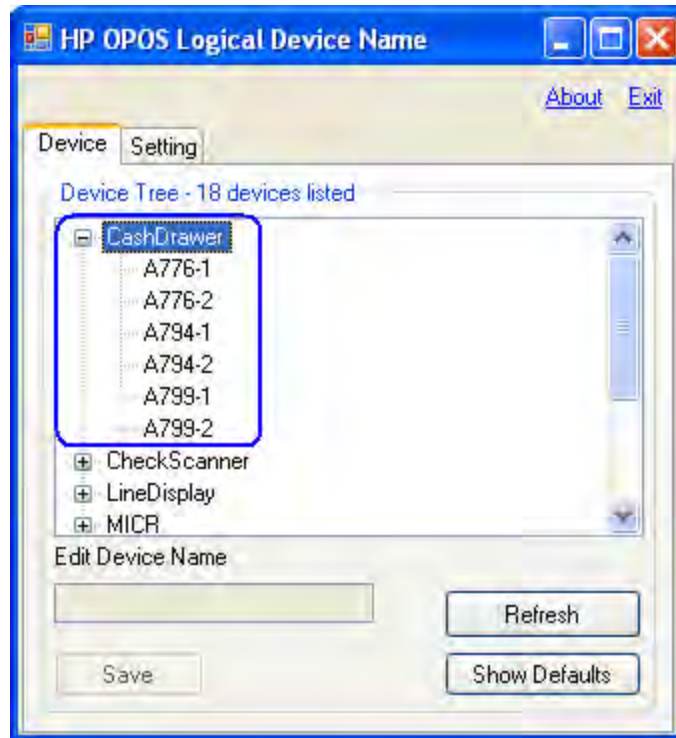 HP OPOS Logical Device Name
About Exit
Device Setting
Device Tree - 18 devices listed
CashDrawer
A776-1
A776-2
A794-1
A794-2
A799-1
A799-2
CheckScanner
LineDisplay
MICR
Edit Device Name
Refresh
Save Show Defaults